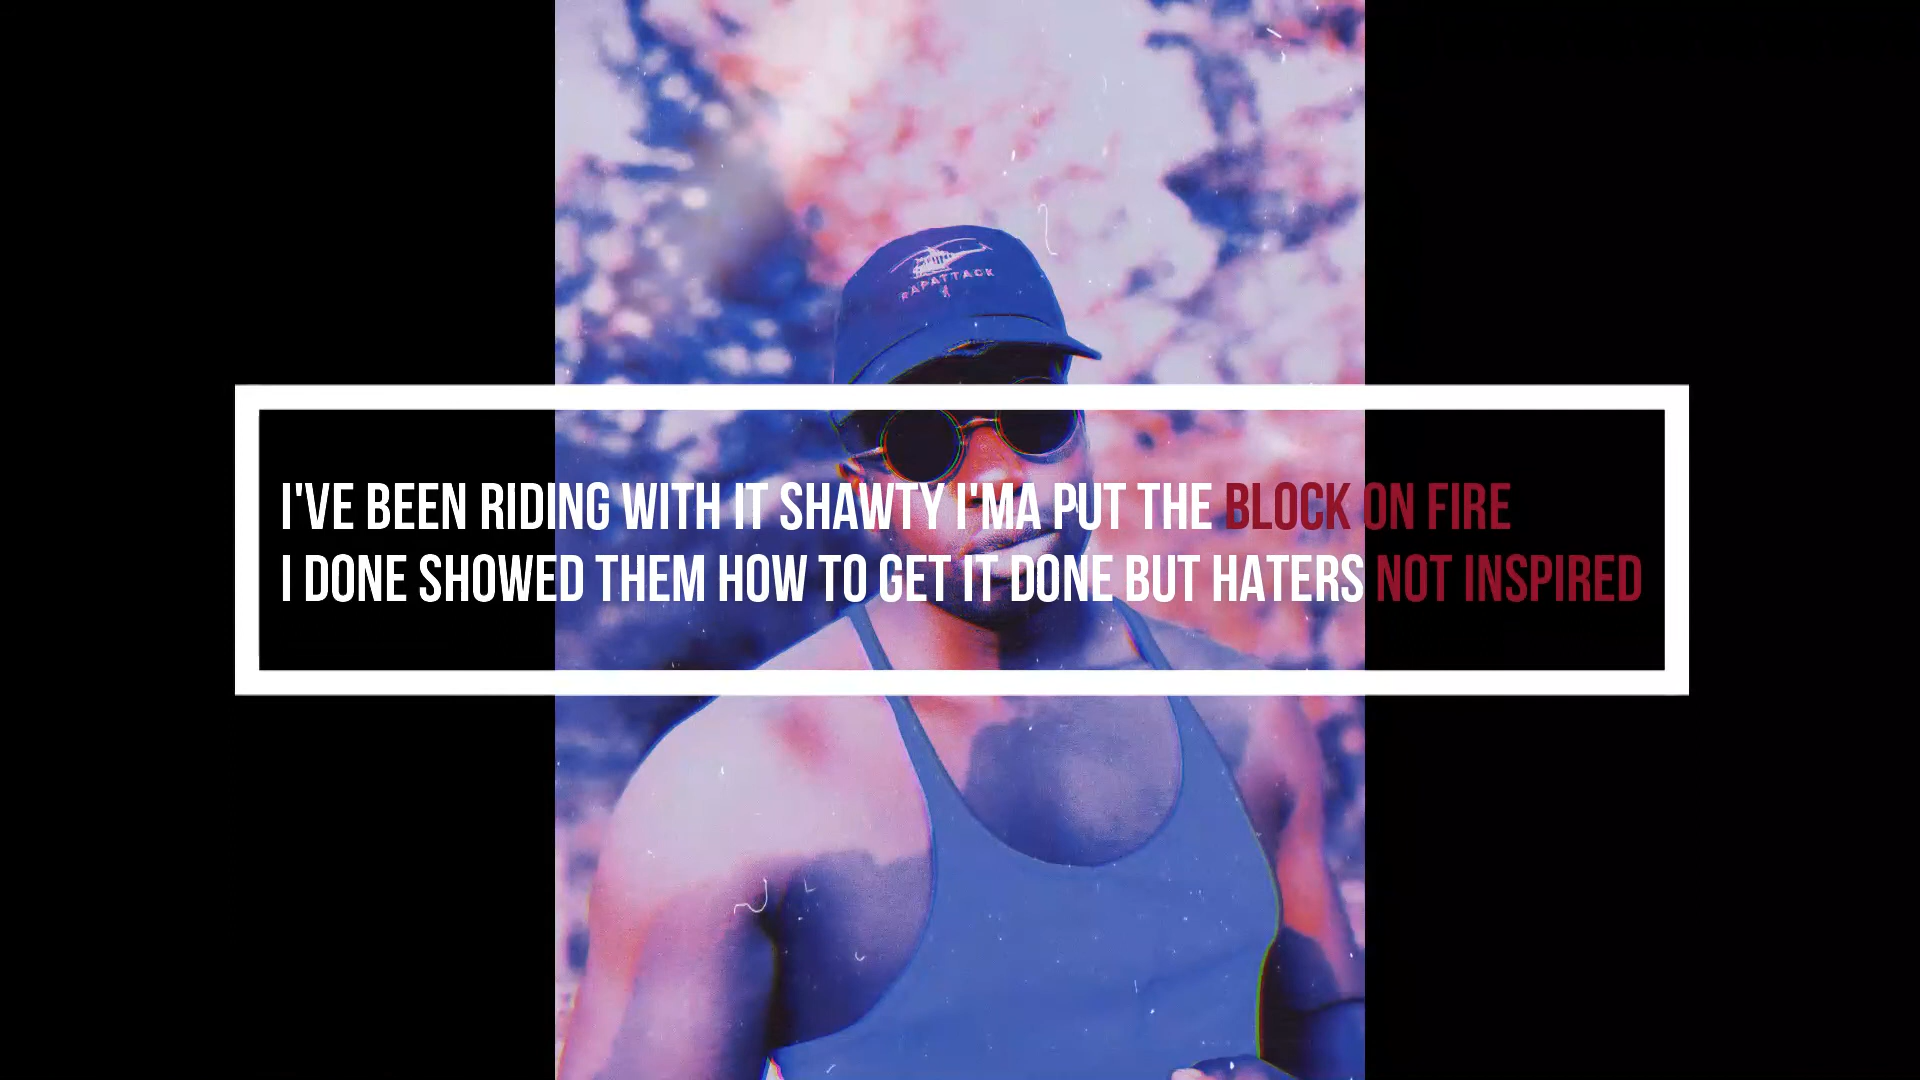 RAPATTACK
I'VE BEEN RIDING WITH IT SHAWTY I'MA PUT THE BLOCK ON FIRE
I DONE SHOWED THEM HOW TO GET IT DONE BUT HATERS NOT INSPIRED